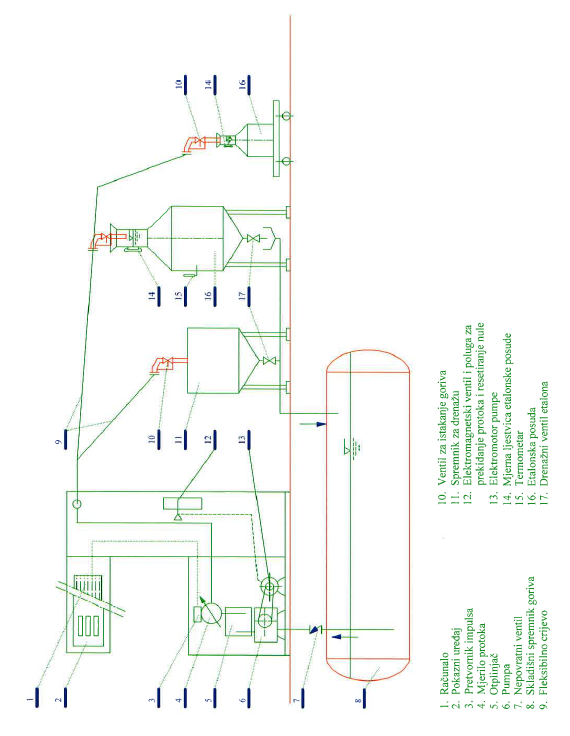 1
2
3
4
5
6
7
8
9
10
11
12
13
14
15
16
17
10
14
16
1. Računalo
2. Pokazni uređaj
3. Pretvornik impulsa
4. Mjerilo protoka
5. Otplinjač
6. Pumpa
7. Nepovratni ventil
8. Skladišni spremnik goriva
9. Fleksibilno crijevo
10. Ventil za istakanje goriva
11. Spremnik za drenažu
12. Elektromagnetski ventil i poluga za
prekidanje protoka i resetiranje nule
13. Elektromotor pumpe
14. Mjerna ljestvica etalonske posude
15. Termometar
16. Etalonska posuda
17. Drenažni ventil etalona